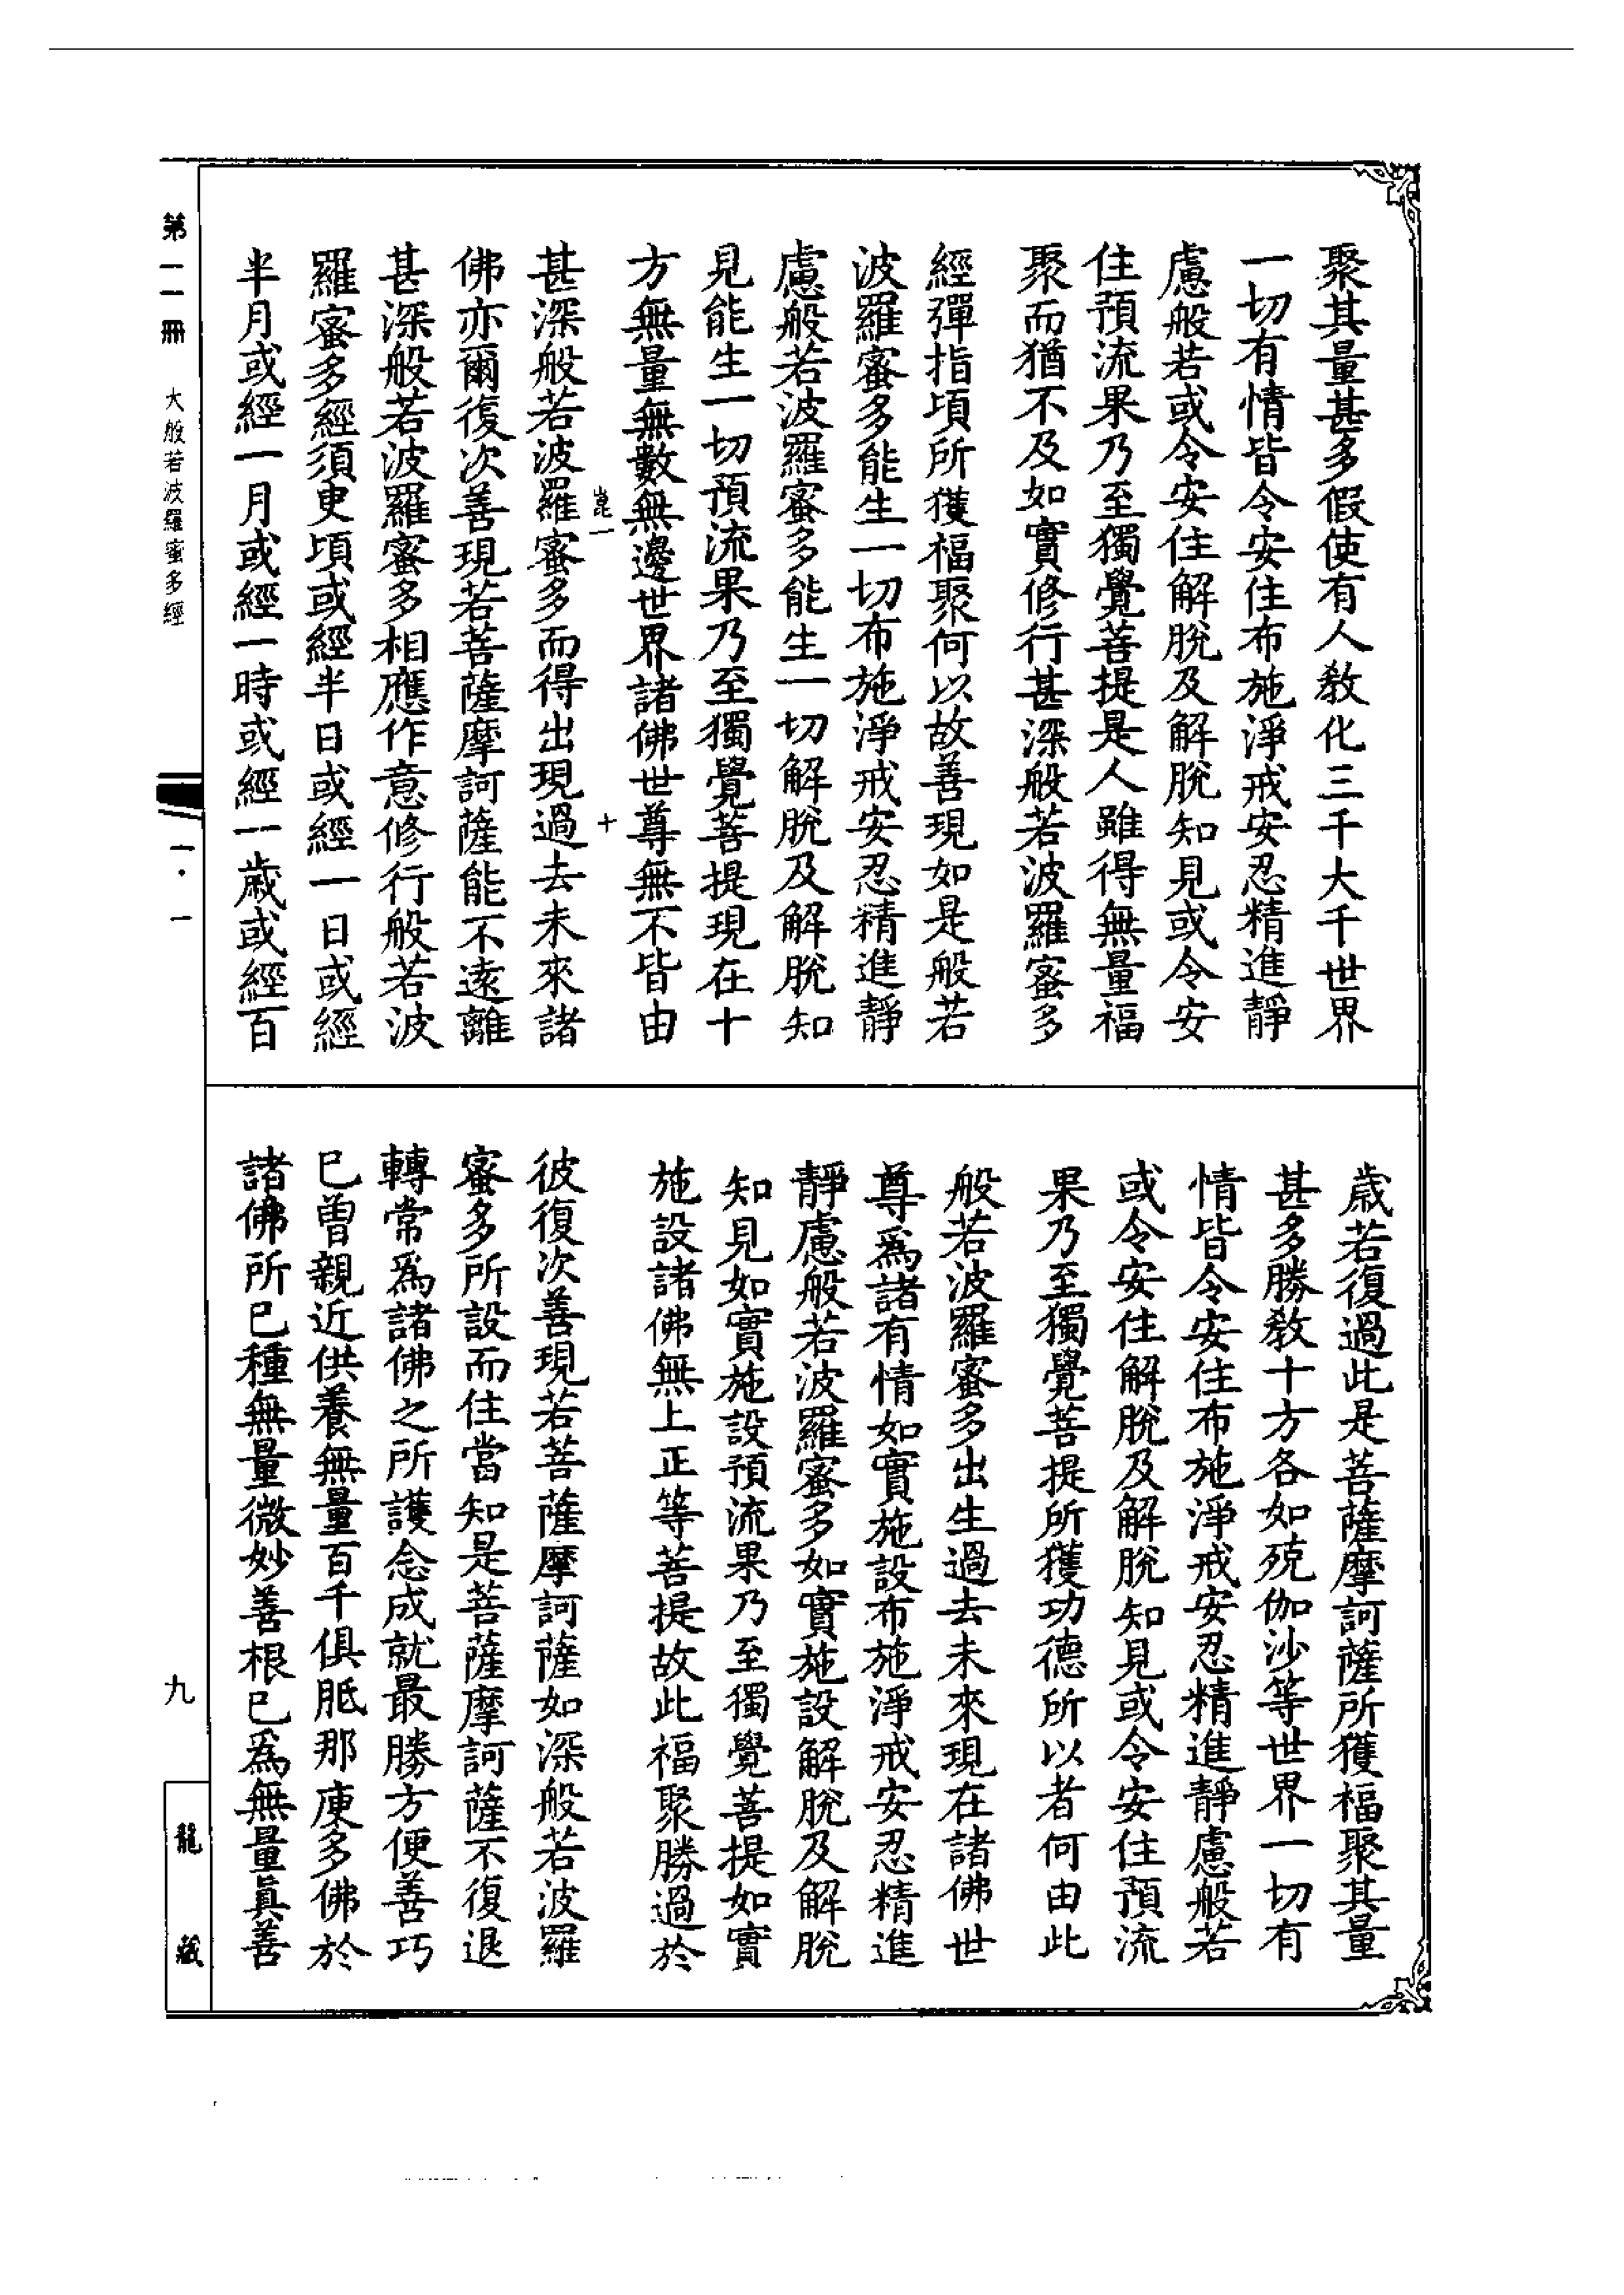 聚其量甚多假使有人教化三千大千世界
一切有情皆令安住布施淨戒安忍精進靜
慮般若或令安住解脫及解脫知見或令安
住預流果乃至獨覺菩提是人雖得無量福
聚而猶不及如實修行甚深般若波羅蜜多
經彈指頃所獲福聚何以故善現如是般若
波羅蜜多能生一切布施淨戒安忍精進靜
慮般若波羅蜜多能生一切解脫及解脫知
見能生一切預流果乃至獨覺菩提現在十
方無量無數無邊世界諸佛世尊無不皆由
崑一 十
甚深般若波羅蜜多而得出現過去未來諸
佛亦爾復次善現若菩薩摩訶薩能不遠離
甚深般若波羅蜜多相應作意修行般若波
羅蜜多經須臾頃或經半日或經一日或經
半月或經一月或經一時或經一歲或經百
歲若復過此是菩薩摩訶薩所獲福聚其量
甚多勝教十方各如殑伽沙等世界一切有
情皆令安住布施淨戒安忍精進靜慮般若
或令安住解脫及解脫知見或令安住預流
果乃至獨覺菩提所獲功德所以者何由此
般若波羅蜜多出生過去未來現在諸佛世
尊為諸有情如實施設布施淨戒安忍精進
靜慮般若波羅蜜多如實施設解脫及解脫
知見如實施設預流果乃至獨覺菩提如實
施設諸佛無上正等菩提故此福聚勝過於
彼復次善現若菩薩摩訶薩如深般若波羅
蜜多所設而住當知是菩薩摩訶薩不復退
轉常為諸佛之所護念成就最勝方便善巧
已曾親近供養無量百千俱胝那庾多佛於
諸佛所已種無量微妙善根已為無量真善
第一一冊 大般若波羅蜜多經
一·一
九
龍藏